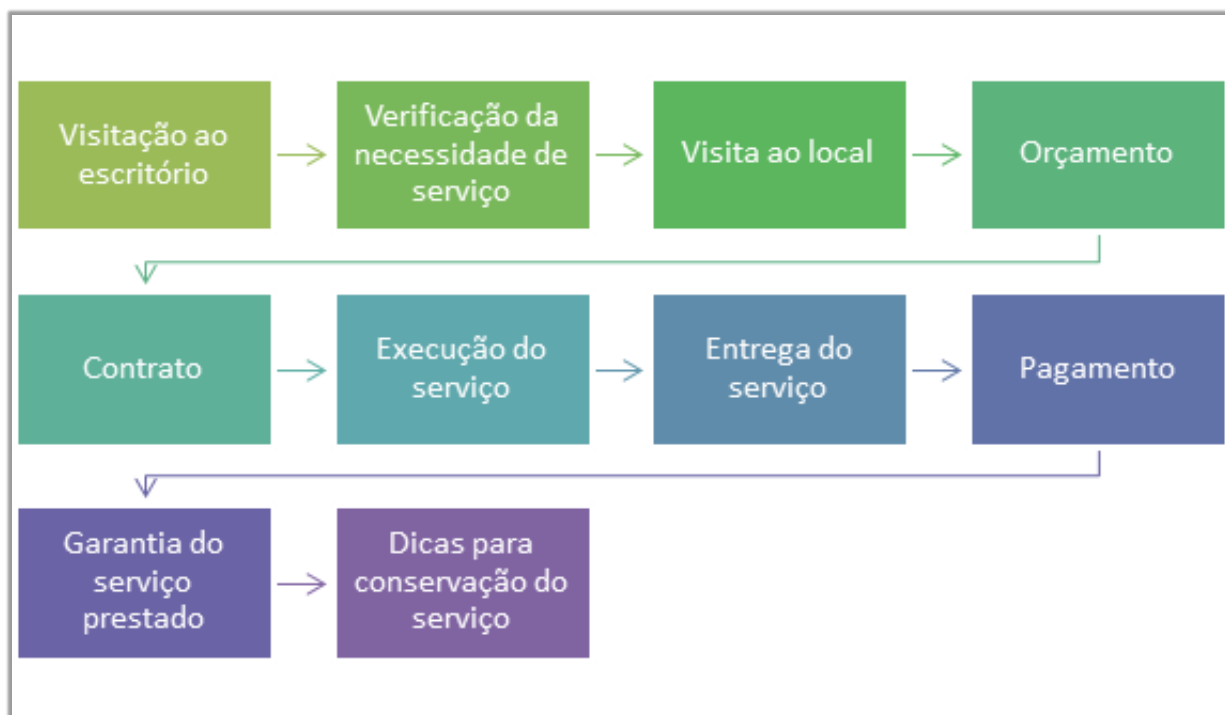 Visitação ao
escritório
Verificação da
necessidade de
serviço
Visita ao local
Orçamento
Contrato
Execução do
serviço
Entrega do
serviço
Pagamento
Garantia do
serviço
prestado
Dicas para
conservação do
serviço